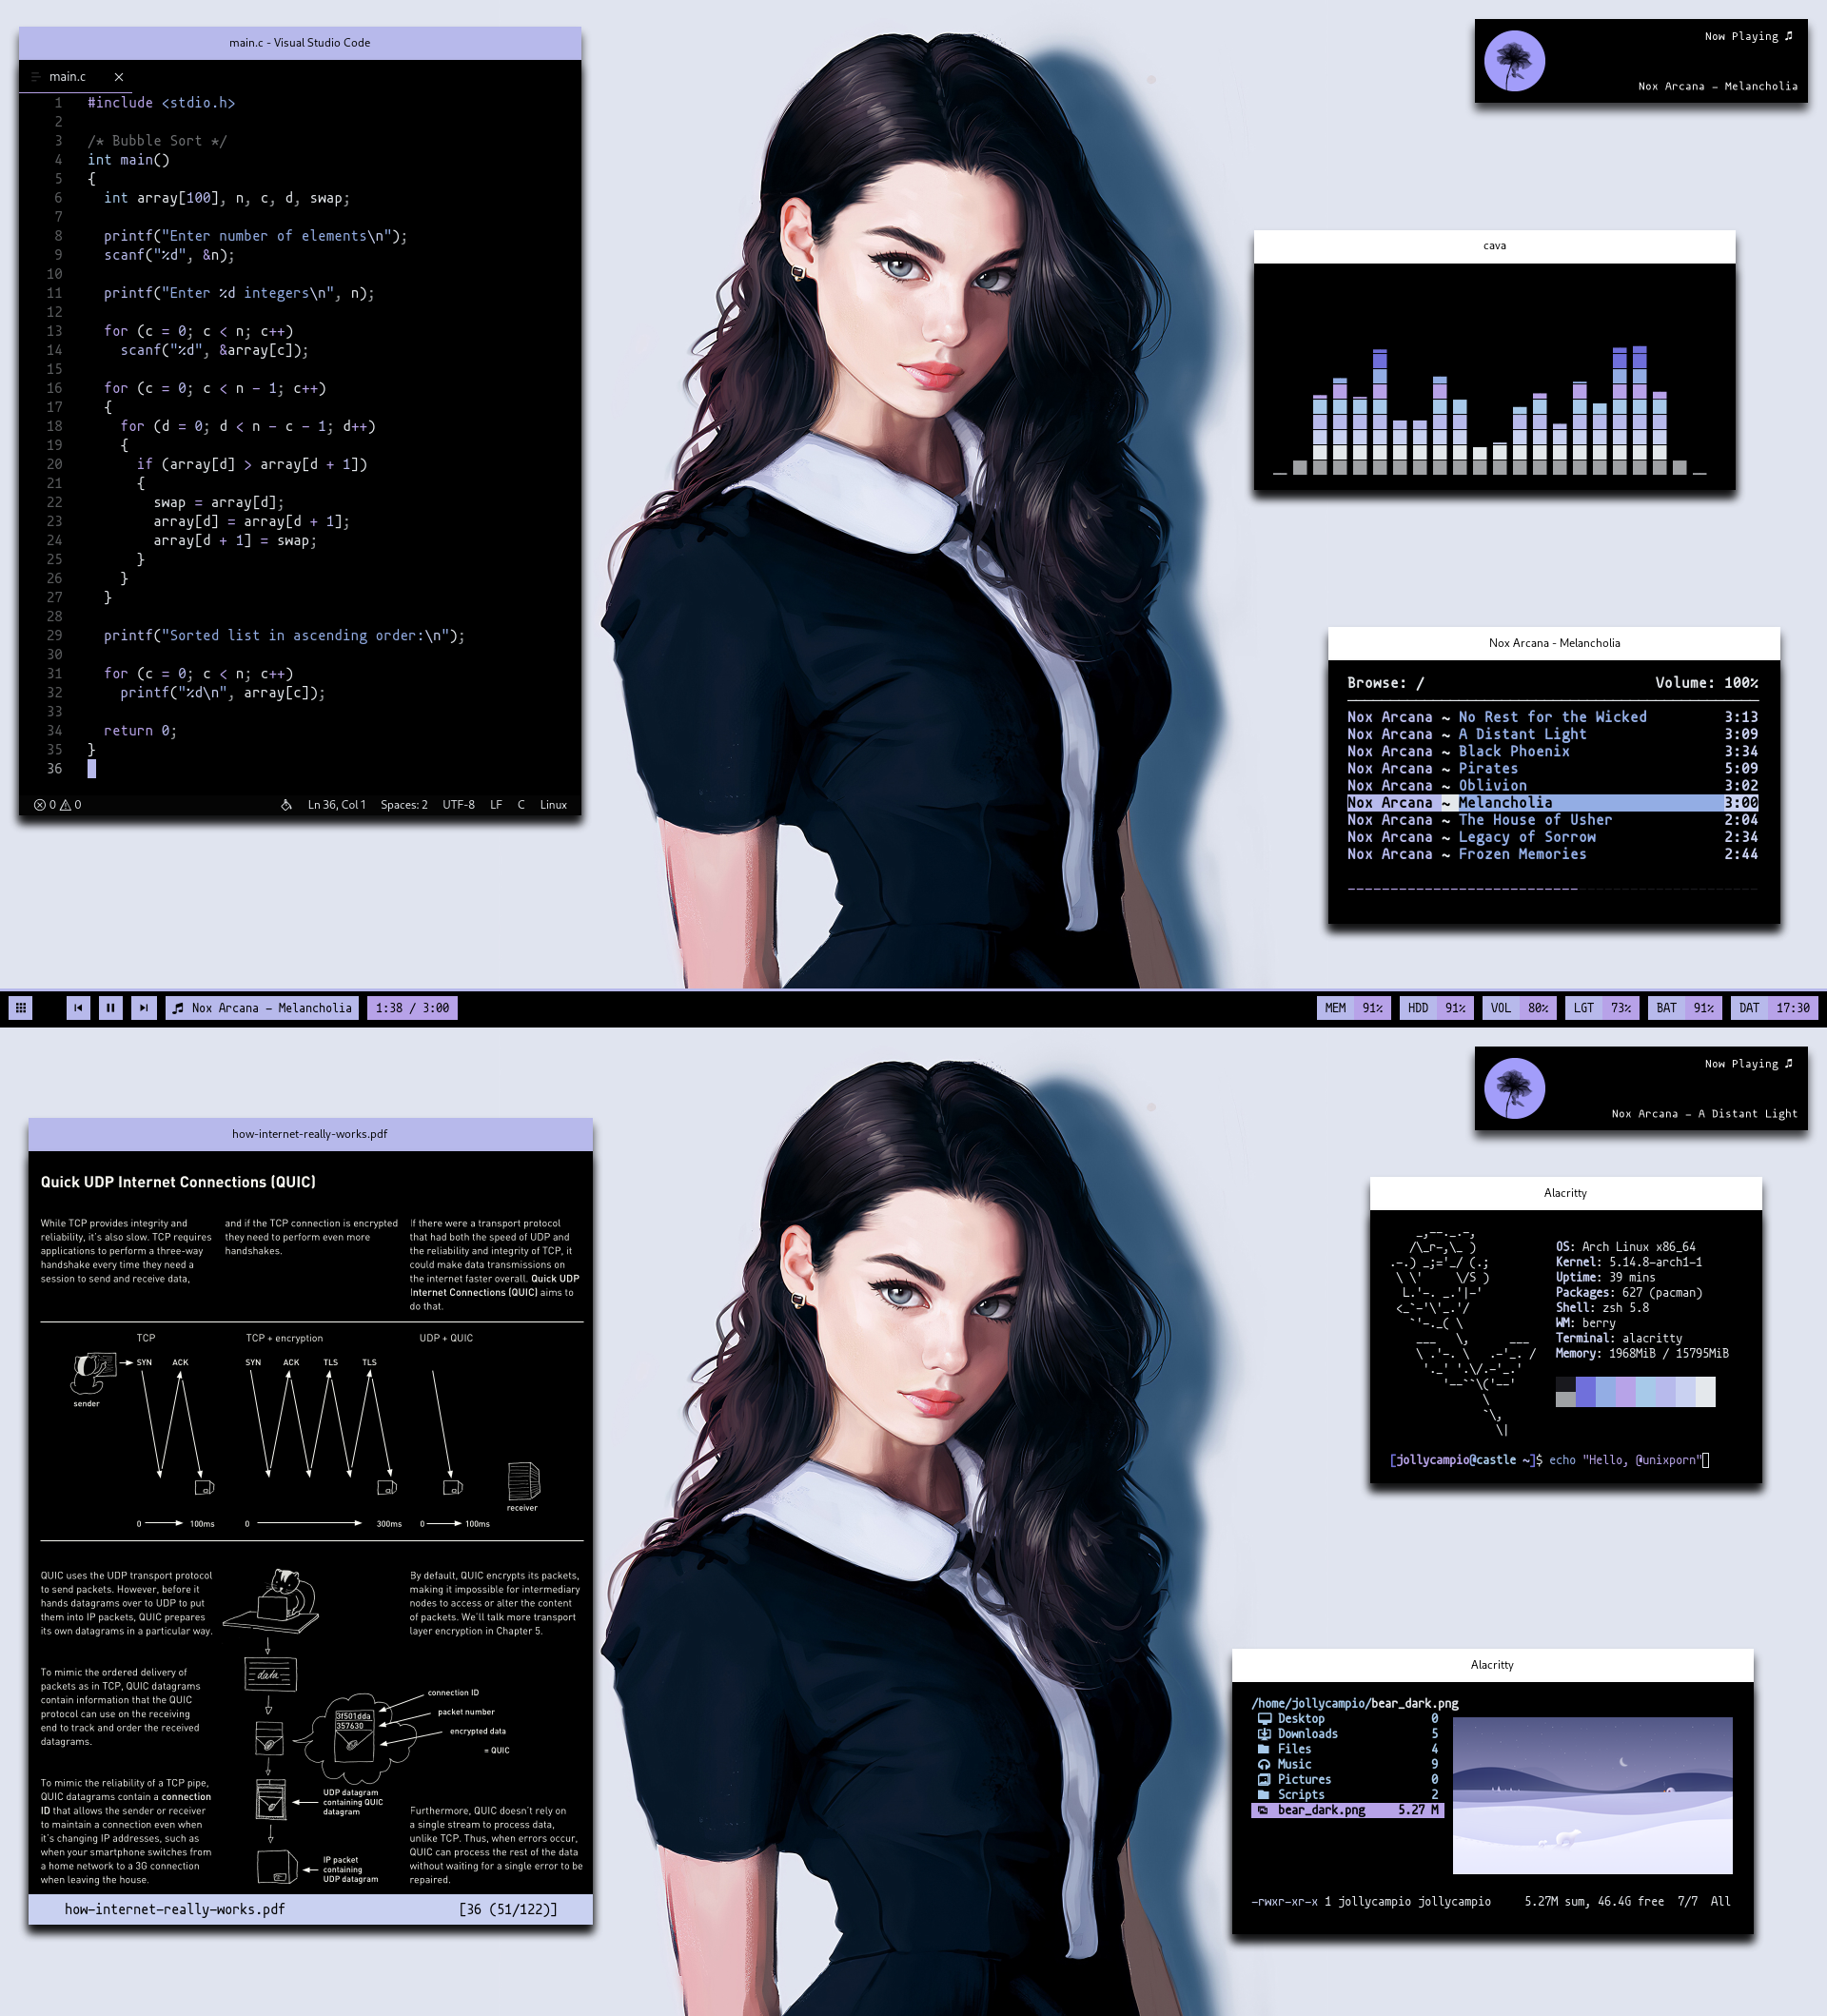 main.c - Visual Studio Code
main.c
1 #include <stdio.h>
2
3 /* Bubble Sort */
4 int main()
5 {
6 int array[100], n, c, d, swap;
7
8 printf("Enter number of elements\n");
9 scanf("%d", &n);
10
11 printf("Enter %d integers\n", n);
12
13 for (c = 0; c < n; c++)
14 scanf("%d", &array[c]);
15
16 for (c = 0; c < n - 1; c++)
17 {
18 for (d = 0; d < n - c - 1; d++)
19 {
20 if (array[d] > array[d + 1])
21 {
22 swap = array[d];
23 array[d] = array[d + 1];
24 array[d + 1] = swap;
25 }
26 }
27 }
28
29 printf("Sorted list in ascending order:\n");
30
31 for (c = 0; c < n; c++)
32 printf("%d\n", array[c]);
33
34 return 0;
35 }
36
0 0 Ln 36, Col 1 Spaces: 2 UTF-8 LF C Linux
Now Playing ♫
Nox Arcana - Melancholia
cava
Nox Arcana - Melancholia
Browse: / Volume: 100%
Nox Arcana ~ No Rest for the Wicked 3:13
Nox Arcana ~ A Distant Light 3:09
Nox Arcana ~ Black Phoenix 3:34
Nox Arcana ~ Pirates 5:09
Nox Arcana ~ Oblivion 3:02
Nox Arcana ~ Melancholia 3:00
Nox Arcana ~ The House of Usher 2:04
Nox Arcana ~ Legacy of Sorrow 2:34
Nox Arcana ~ Frozen Memories 2:44
Nox Arcana - Melancholia 1:38 / 3:00 MEM 91% HDD 91% VOL 80% LGT 73% BAT 91% DAT 17:30
how-internet-really-works.pdf
Quick UDP Internet Connections (QUIC)
While TCP provides integrity and
reliability, it's also slow. TCP requires
applications to perform a three-way
handshake every time they need a
session to send and receive data,
and if the TCP connection is encrypted
they need to perform even more
handshakes.
If there were a transport protocol
that had both the speed of UDP and
the reliability and integrity of TCP, it
could make data transmissions on
the internet faster overall. Quick UDP
Internet Connections (QUIC) aims to
do that.
TCP TCP + encryption UDP + QUIC
SYN ACK SYN ACK TLS TLS
sender
receiver
0 100ms 0 300ms 0 100ms
QUIC uses the UDP transport protocol
to send packets. However, before it
hands datagrams over to UDP to put
them into IP packets, QUIC prepares
its own datagrams in a particular way.
By default, QUIC encrypts its packets,
making it impossible for intermediary
nodes to access or alter the content
of packets. We'll talk more transport
layer encryption in Chapter 5.
To mimic the ordered delivery of
packets as in TCP, QUIC datagrams
contain information that the QUIC
protocol can use on the receiving
end to track and order the received
datagrams.
data
connection ID
3f501dda
packet number
357630
encrypted data
= QUIC
To mimic the reliability of a TCP pipe,
QUIC datagrams contain a connection
ID that allows the sender or receiver
to maintain a connection even when
it's changing IP addresses, such as
when your smartphone switches from
a home network to a 3G connection
when leaving the house.
UDP datagram
containing QUIC
datagram
IP packet
containing
UDP datagram
Furthermore, QUIC doesn't rely on
a single stream to process data,
unlike TCP. Thus, when errors occur,
QUIC can process the rest of the data
without waiting for a single error to be
repaired.
how-internet-really-works.pdf [36 (51/122)]
Now Playing ♫
Nox Arcana - A Distant Light
Alacritty
OS: Arch Linux x86_64
Kernel: 5.14.8-arch1-1
Uptime: 39 mins
Packages: 627 (pacman)
Shell: zsh 5.8
WM: berry
Terminal: alacritty
Memory: 1968MiB / 15795MiB
[jollycampio@castle ~]$ echo "Hello, @unixporn"
Alacritty
/home/jollycampio/bear_dark.png
Desktop 0
Downloads 5
Files 4
Music 9
Pictures 0
Scripts 2
bear_dark.png 5.27 M
-rwxr-xr-x 1 jollycampio jollycampio 5.27M sum, 46.4G free 7/7 All